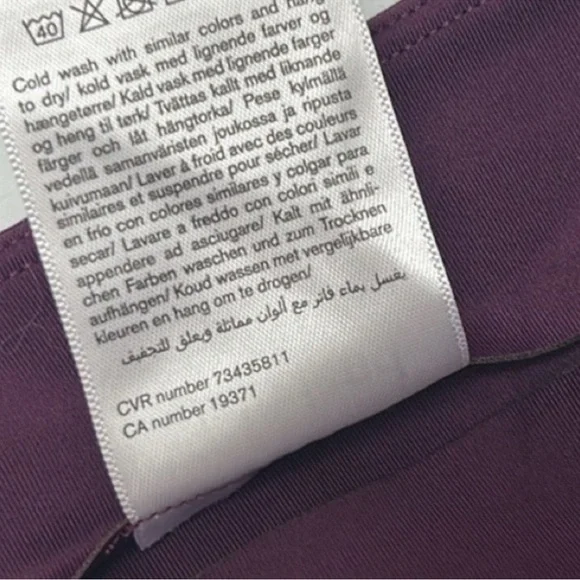 40
Cold wash with similar colors and hang
to dry/ kold vask med lignende farver og
hængetørre/ Kald vask med lignende farger
og heng til tørk/ Tvättas kallt med liknande
färger och låt hängtorka/ Pese kylmällä
vedellä samanväristen joukossa ja ripusta
kuivumaan/ Laver à froid avec des couleurs
similaires et suspendre pour sécher/ Lavar
en frío con colores similares y colgar para
secar/ Lavare a freddo con colori simili e
appendere ad asciugare/ Kalt mit ähnli-
chen Farben waschen und zum Trocknen
aufhängen/ Koud wassen met vergelijkbare
kleuren en hang om te drogen/
يغسل بماء فاتر مع ألوان مماثلة ويعلق للتجفيف
CVR number 73435811
CA number 19371